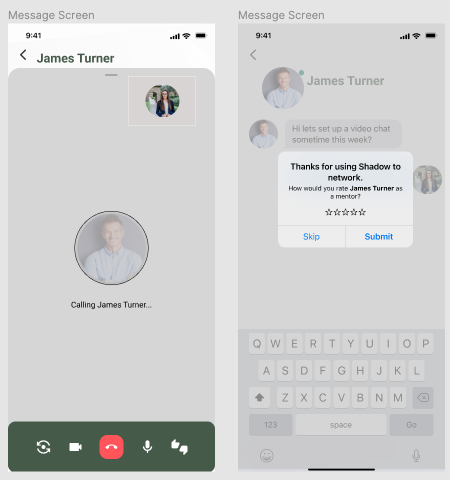 Message Screen
9:41
James Turner
Calling James Turner...
Message Screen
9:41
James Turner
Hi lets set up a video chat
sometime this week?
Thanks for using Shadow to
network.
How would you rate James Turner as
a mentor?
Skip
Submit
Q W E R T Y U I O P
A S D F G H J K L
Z X C V B N M
123
space
Go